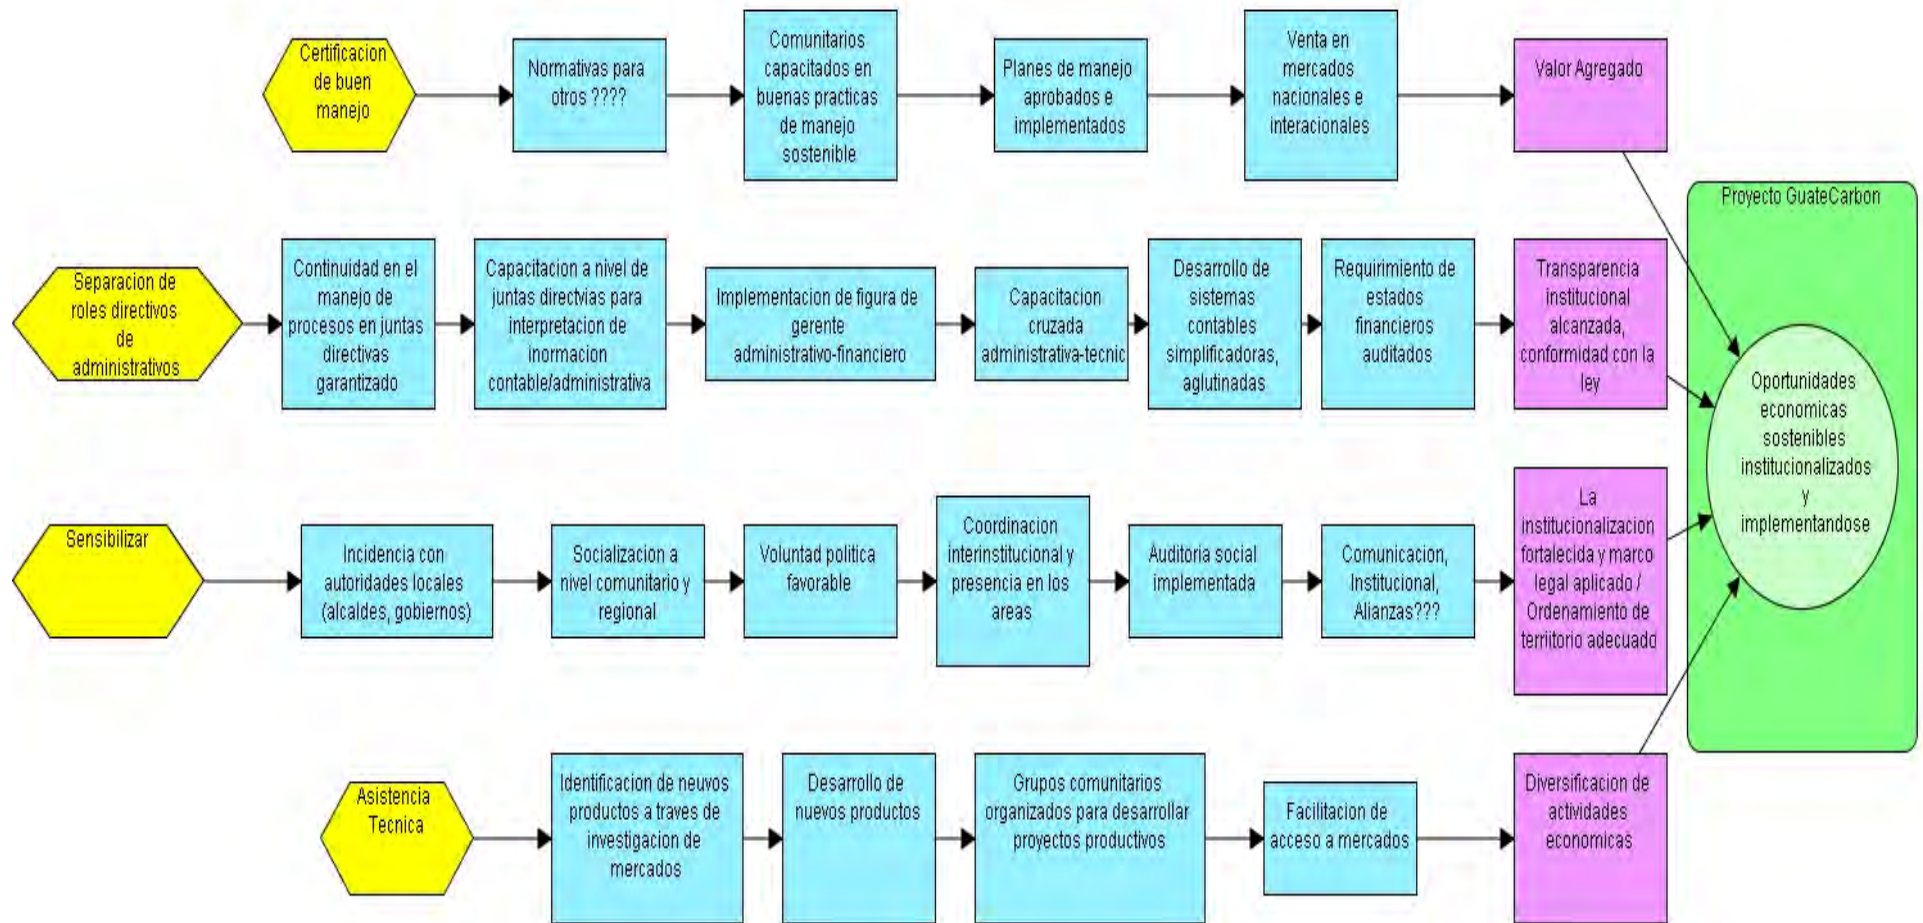 Certificacion
de buen
manejo
Normativas para
otros ????
Comunitarios
capacitados en
buenas practicas
de manejo
sostenible
Planes de manejo
aprobados e
implementados
Venta en
mercados
nacionales e
interacionales
Valor Agregado
Proyecto GuateCarbon
Separacion de
roles directivos
de
administrativos
Continuidad en el
manejo de
procesos en juntas
directivas
garantizado
Capacitacion a nivel de
juntas directvias para
interpretacion de
inormacion
contable/administrativa
Implementacion de figura de
gerente
administrativo-financiero
Capacitacion
cruzada
administrativa-tecnic
Desarrollo de
sistemas
contables
simplificadoras,
aglutinadas
Requirimiento de
estados
financieros
auditados
Transparencia
institucional
alcanzada,
conformidad con la
ley
Oportunidades
economicas
sostenibles
institucionalizados
y
implementandose
Sensibilizar
Incidencia con
autoridades locales
(alcaldes, gobiernos)
Socializacion a
nivel comunitario y
regional
Voluntad politica
favorable
Coordinacion
interinstitucional y
presencia en los
areas
Auditoria social
implementada
Comunicacion,
Institucional,
Alianzas???
La
institucionalizacion
fortalecida y marco
legal aplicado /
Ordenamiento de
terriitorio adecuado
Asistencia
Tecnica
Identificacion de neuvos
productos a traves de
investigacion de
mercados
Desarrollo de
nuevos productos
Grupos comunitarios
organizados para desarrollar
proyectos productivos
Facilitacion de
acceso a mercados
Diversificacion de
actividades
economicas